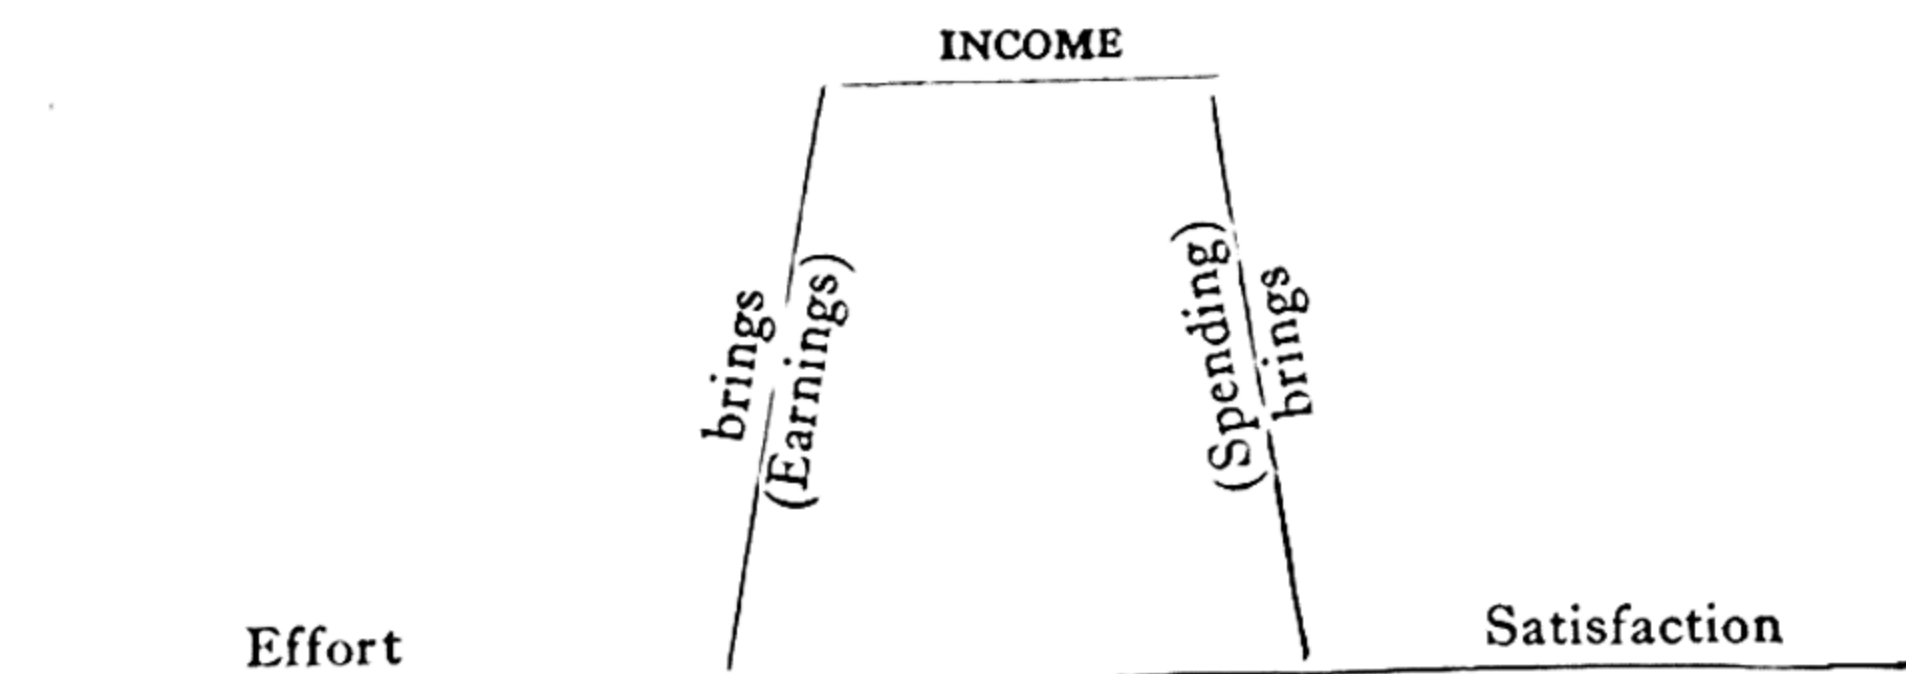 INCOME
brings
(Earnings)
(Spending)
brings
Effort
Satisfaction